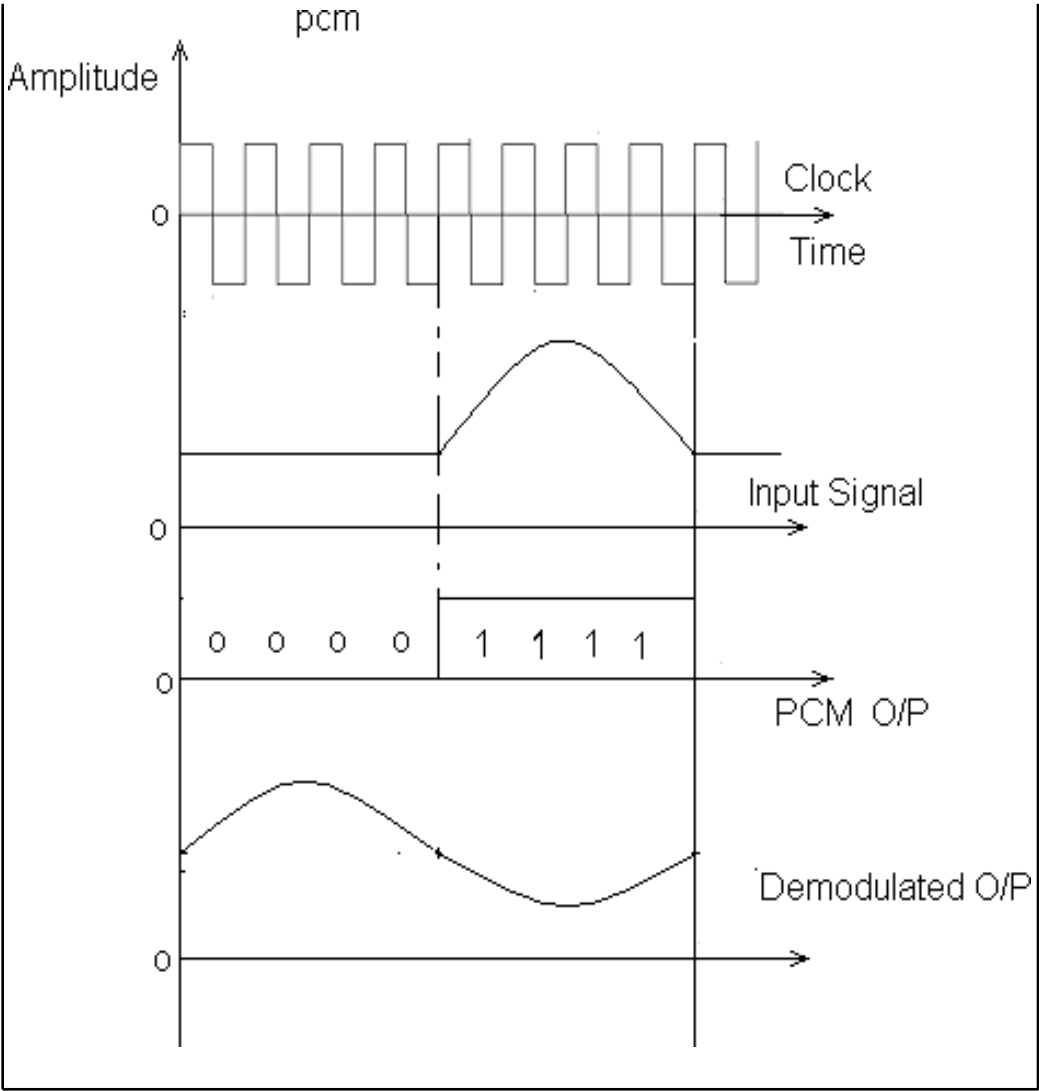 pcm
Amplitude
Clock
0
Time
Input Signal
0
0 0 0 0 1 1 1 1
0
PCM O/P
Demodulated O/P
0